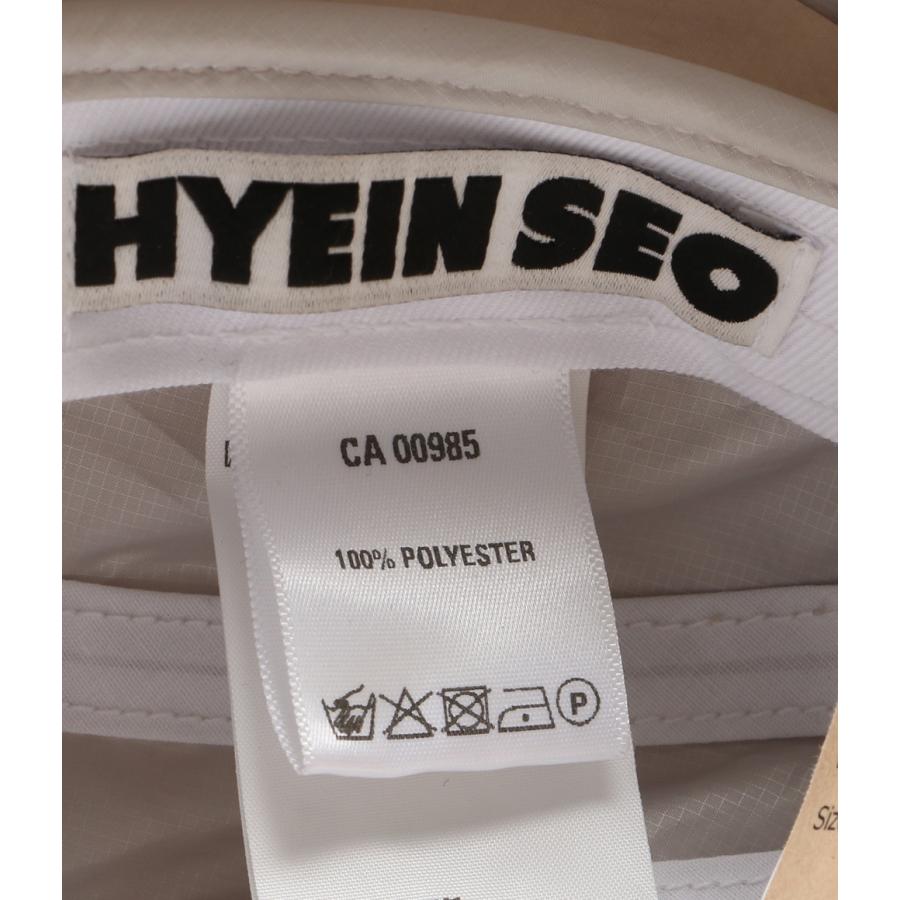 HYEIN SEO
CA 00985
100% POLYESTER
P